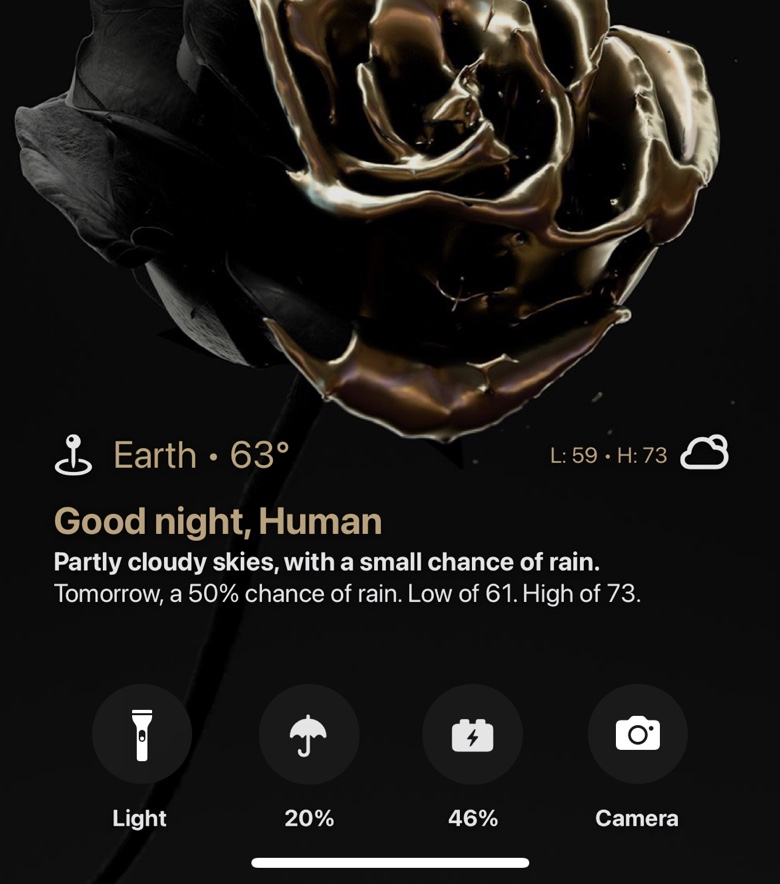 Earth • 63°
L: 59 • H: 73
Good night, Human
Partly cloudy skies, with a small chance of rain.
Tomorrow, a 50% chance of rain. Low of 61. High of 73.
Light
20%
46%
Camera